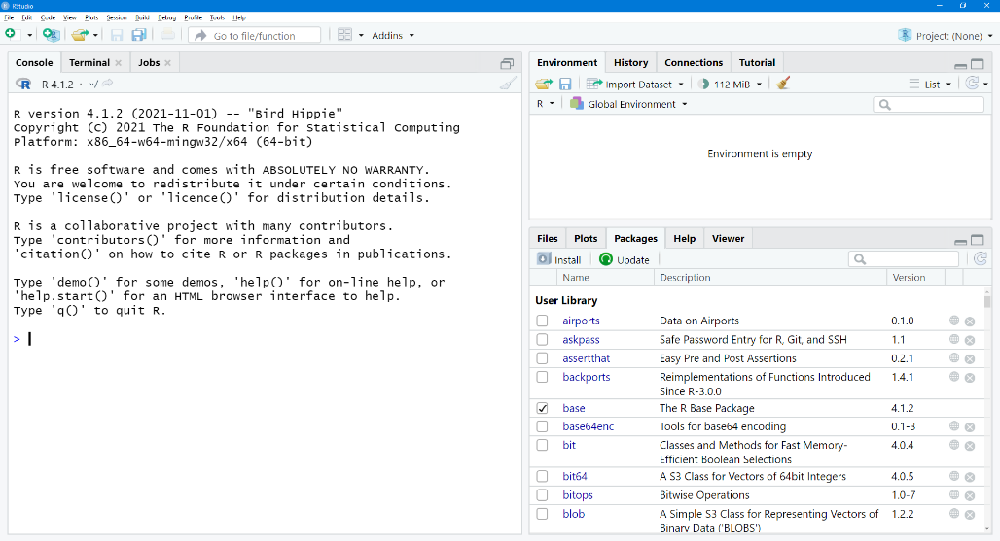 RStudio
File Edit Code View Plots Session Build Debug Profile Tools Help
Go to file/function
Addins
Project: (None)
Console Terminal Jobs
R 4.1.2 · ~/
R version 4.1.2 (2021-11-01) -- "Bird Hippie"
Copyright (C) 2021 The R Foundation for Statistical Computing
Platform: x86_64-w64-mingw32/x64 (64-bit)
R is free software and comes with ABSOLUTELY NO WARRANTY.
You are welcome to redistribute it under certain conditions.
Type 'license()' or 'licence()' for distribution details.
R is a collaborative project with many contributors.
Type 'contributors()' for more information and
'citation()' on how to cite R or R packages in publications.
Type 'demo()' for some demos, 'help()' for on-line help, or
'help.start()' for an HTML browser interface to help.
Type 'q()' to quit R.
>
Environment History Connections Tutorial
Import Dataset 112 MiB List
R Global Environment
Environment is empty
Files Plots Packages Help Viewer
Install Update
Name Description Version
User Library
airports Data on Airports 0.1.0
askpass Safe Password Entry for R, Git, and SSH 1.1
assertthat Easy Pre and Post Assertions 0.2.1
backports Reimplementations of Functions Introduced 1.4.1
Since R-3.0.0
base The R Base Package 4.1.2
base64enc Tools for base64 encoding 0.1-3
bit Classes and Methods for Fast Memory- 4.0.4
Efficient Boolean Selections
bit64 A S3 Class for Vectors of 64bit Integers 4.0.5
bitops Bitwise Operations 1.0-7
blob A Simple S3 Class for Representing Vectors of 1.2.2
Binary Data ('BLOBS')